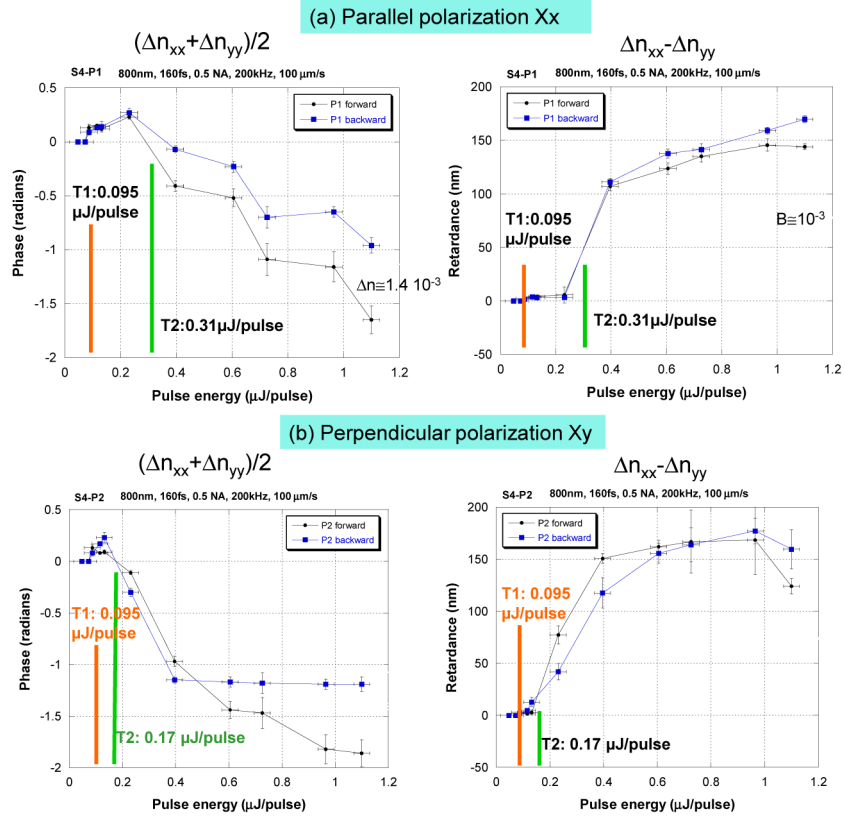 (a) Parallel polarization Xx
(Δnxx+Δnyy)/2
S4-P1
800nm, 160fs, 0.5 NA, 200kHz, 100 µm/s
P1 forward
P1 backward
0.5
0
-0.5
-1
-1.5
-2
Phase (radians)
T1:0.095
µJ/pulse
T2:0.31µJ/pulse
Δn≅1.4 10-3
0
0.2
0.4
0.6
0.8
1
1.2
Pulse energy (µJ/pulse)
Δnxx-Δnyy
S4-P1
800nm, 160fs, 0.5 NA, 200kHz, 100 µm/s
P1 forward
P1 backward
200
150
100
50
0
-50
Retardance (nm)
T1:0.095
µJ/pulse
B≅10-3
T2:0.31µJ/pulse
0
0.2
0.4
0.6
0.8
1
1.2
Pulse energy (µJ/pulse)
(b) Perpendicular polarization Xy
(Δnxx+Δnyy)/2
S4-P2
800nm, 160fs, 0.5 NA, 200kHz, 100 µm/s
P2 forward
P2 backward
0.5
0
-0.5
-1
-1.5
-2
Phase (radians)
T1: 0.095
µJ/pulse
T2: 0.17 µJ/pulse
0
0.2
0.4
0.6
0.8
1
1.2
Pulse energy (µJ/pulse)
Δnxx-Δnyy
S4-P2
800nm, 160fs, 0.5 NA, 200kHz, 100 µm/s
P2 forward
P2 backward
200
150
100
50
0
-50
Retardance (nm)
T1: 0.095
µJ/pulse
T2: 0.17 µJ/pulse
0
0.2
0.4
0.6
0.8
1
1.2
Pulse energy (µJ/pulse)